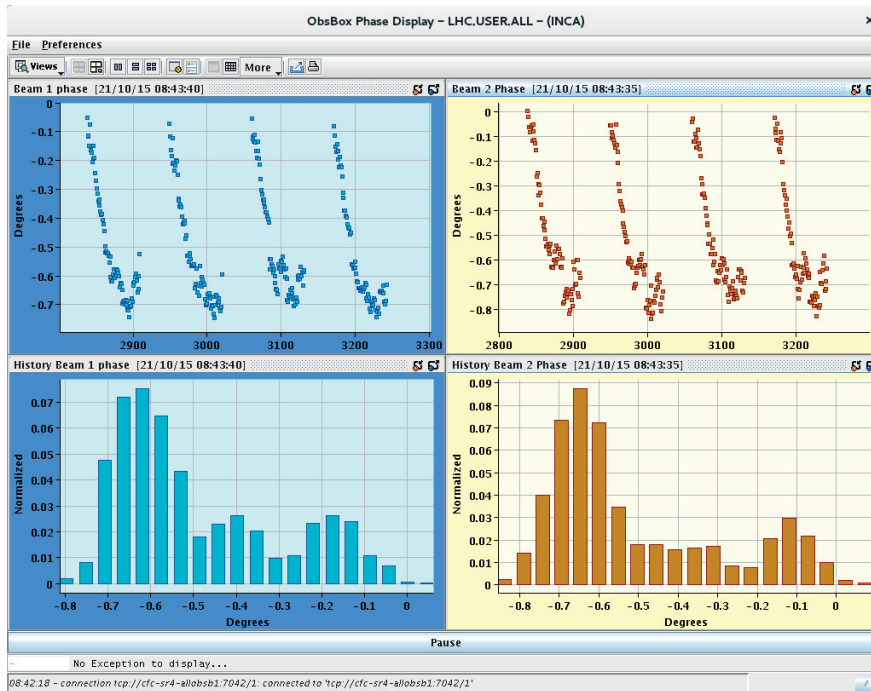 ObsBox Phase Display - LHC.USER.ALL - (INCA)
File Preferences
Views More
Beam 1 phase [21/10/15 08:43:40]
0
-0.1
-0.2
-0.3
-0.4
-0.5
-0.6
-0.7
Degrees
2900 3000 3100 3200 3300
Beam 2 Phase [21/10/15 08:43:35]
0
-0.1
-0.2
-0.3
-0.4
-0.5
-0.6
-0.7
-0.8
Degrees
2800 2900 3000 3100 3200
History Beam 1 phase [21/10/15 08:43:40]
0.07
0.06
0.05
0.04
0.03
0.02
0.01
0
Normalized
-0.8 -0.7 -0.6 -0.5 -0.4 -0.3 -0.2 -0.1 0
Degrees
History Beam 2 Phase [21/10/15 08:43:35]
0.09
0.08
0.07
0.06
0.05
0.04
0.03
0.02
0.01
0
Normalized
-0.8 -0.7 -0.6 -0.5 -0.4 -0.3 -0.2 -0.1 0
Degrees
Pause
- No Exception to display...
08:42:18 - connection tcp://cfc-sr4-allobsb1:7042/1: connected to 'tcp://cfc-sr4-allobsb1:7042/1'